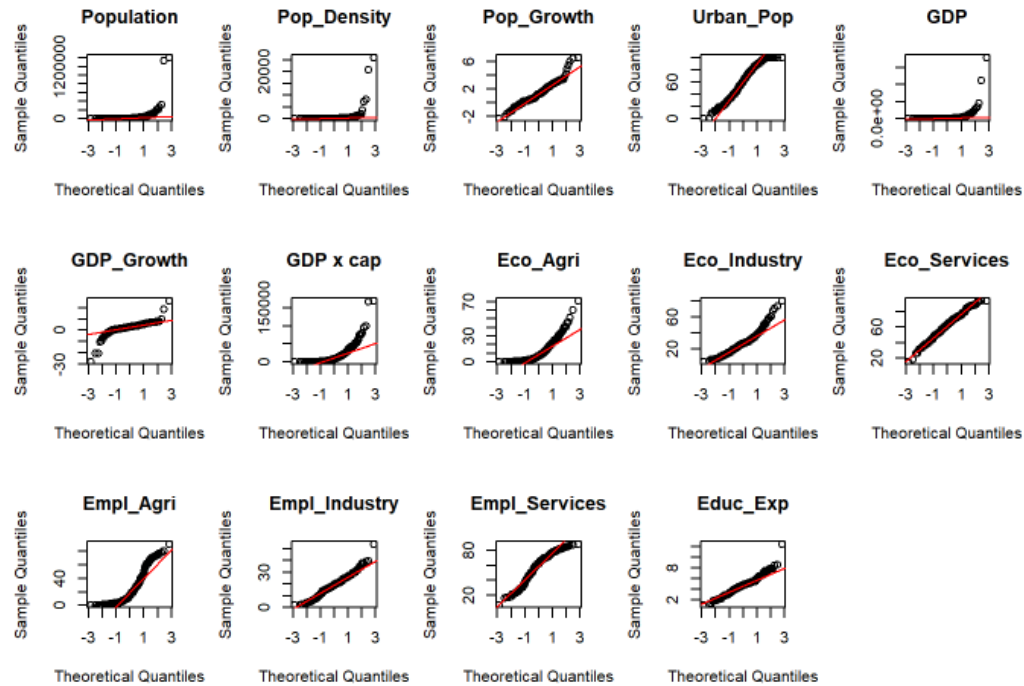 Population Pop_Density Pop_Growth Urban_Pop GDP
Sample Quantiles Sample Quantiles Sample Quantiles Sample Quantiles Sample Quantiles
0 1200000 0 20000 -2 2 6 0 60 0.0e+00
-3 -1 1 3 -3 -1 1 3 -3 -1 1 3 -3 -1 1 3 -3 -1 1 3
Theoretical Quantiles Theoretical Quantiles Theoretical Quantiles Theoretical Quantiles Theoretical Quantiles
GDP_Growth GDP x cap Eco_Agri Eco_Industry Eco_Services
Sample Quantiles Sample Quantiles Sample Quantiles Sample Quantiles Sample Quantiles
-30 0 0 150000 0 30 70 20 60 20 60
-3 -1 1 3 -3 -1 1 3 -3 -1 1 3 -3 -1 1 3 -3 -1 1 3
Theoretical Quantiles Theoretical Quantiles Theoretical Quantiles Theoretical Quantiles Theoretical Quantiles
Empl_Agri Empl_Industry Empl_Services Educ_Exp
Sample Quantiles Sample Quantiles Sample Quantiles Sample Quantiles
0 40 0 30 20 80 2 8
-3 -1 1 3 -3 -1 1 3 -3 -1 1 3 -3 -1 1 3
Theoretical Quantiles Theoretical Quantiles Theoretical Quantiles Theoretical Quantiles